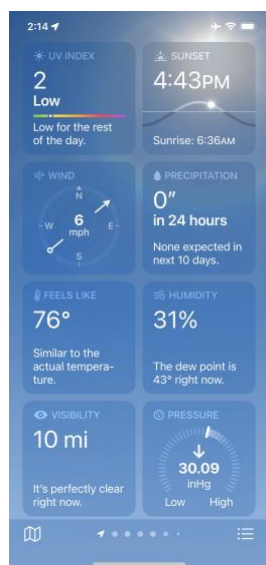 2:14
UV INDEX
2
Low
Low for the rest
of the day.
SUNSET
4:43PM
Sunrise: 6:36AM
WIND
N
W
6
mph
E
S
PRECIPITATION
0"
in 24 hours
None expected in
next 10 days.
FEELS LIKE
76°
Similar to the
actual tempera-
ture.
HUMIDITY
31%
The dew point is
43° right now.
VISIBILITY
10 mi
It's perfectly clear
right now.
PRESSURE
30.09
inHg
Low High